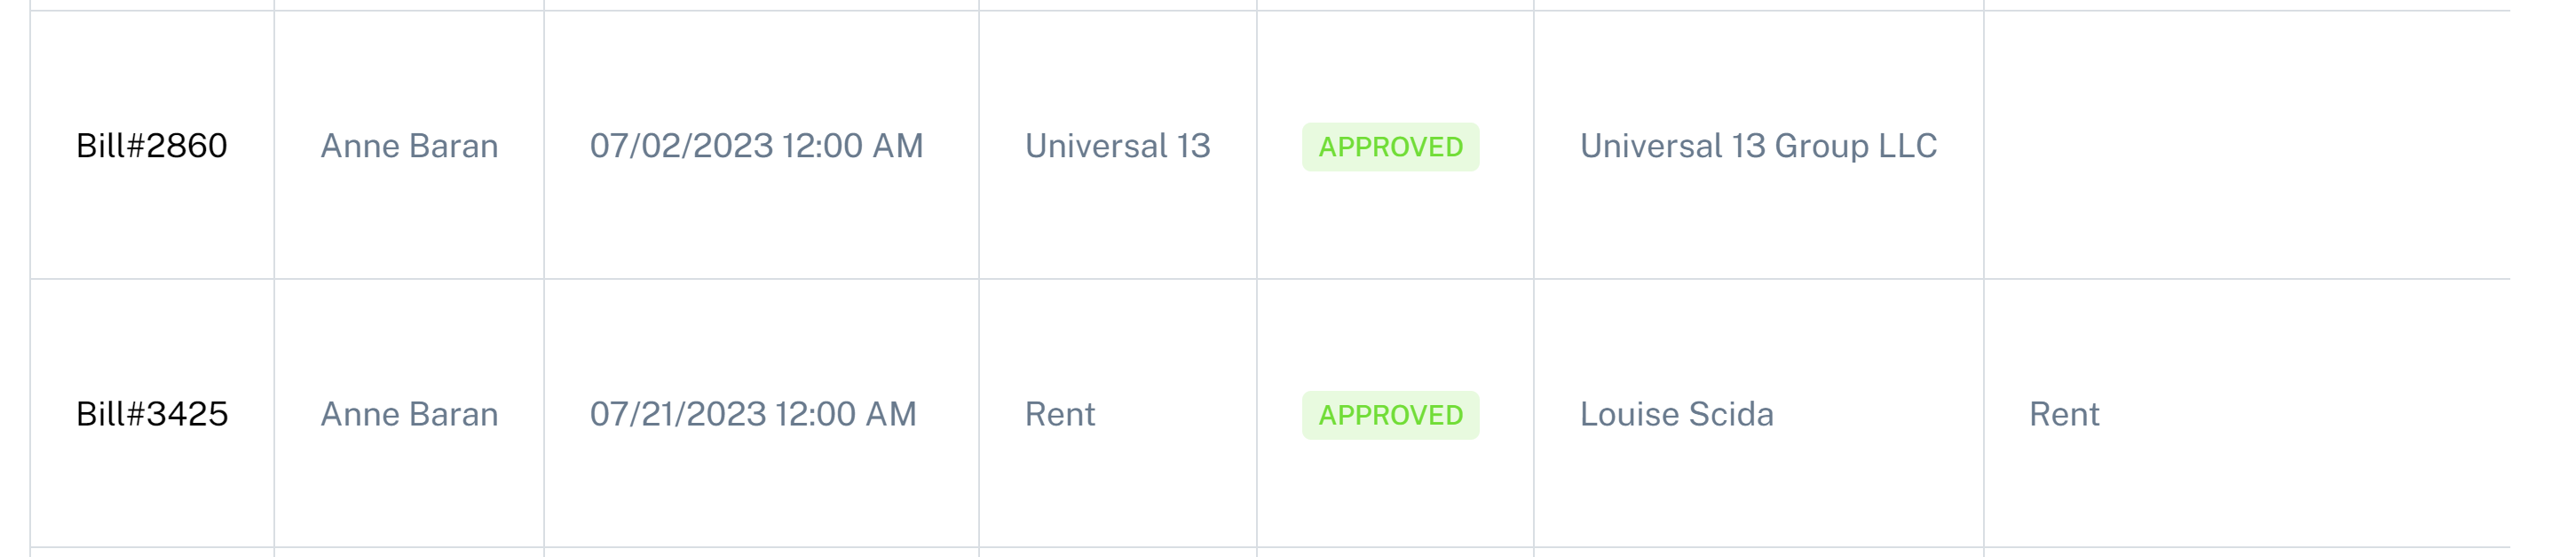 Bill#2860 Anne Baran 07/02/2023 12:00 AM Universal 13 APPROVED Universal 13 Group LLC
Bill#3425 Anne Baran 07/21/2023 12:00 AM Rent APPROVED Louise Scida Rent